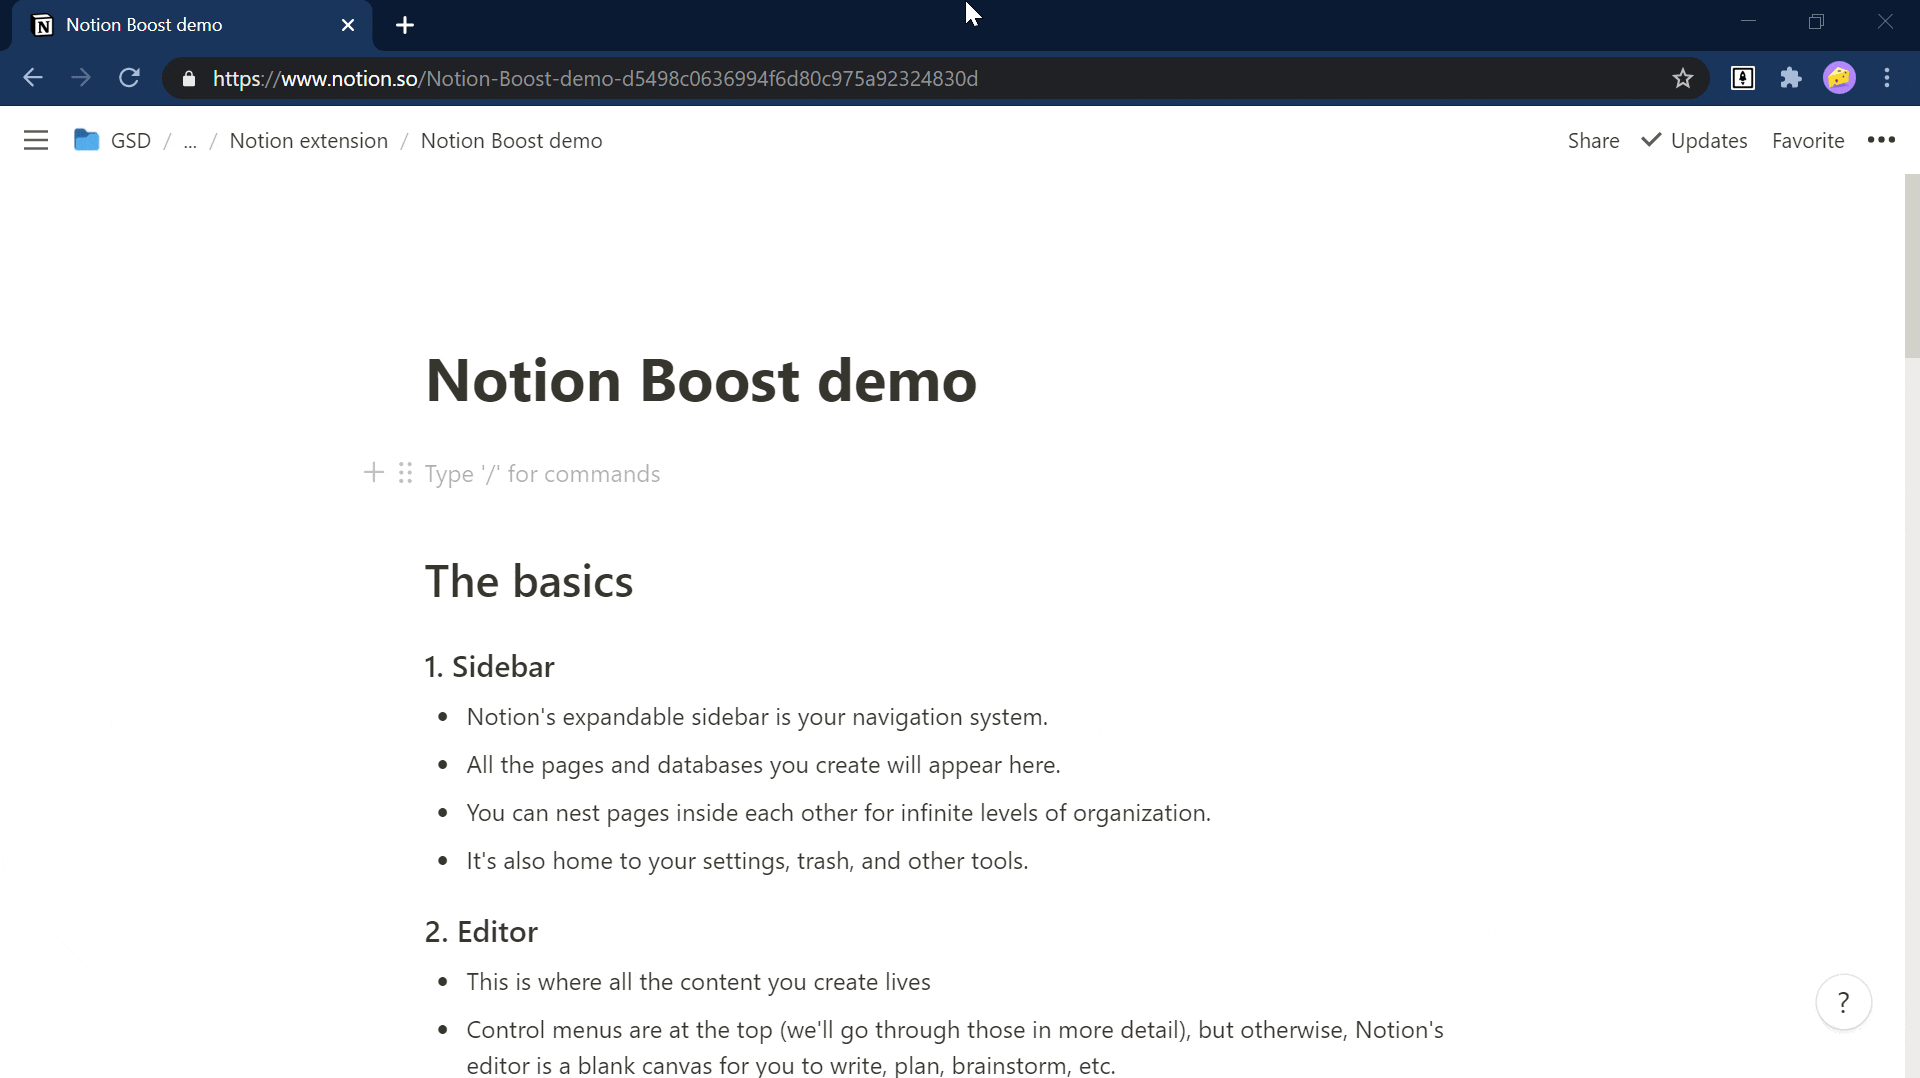 Notion Boost demo
https://www.notion.so/Notion-Boost-demo-d5498c0636994f6d80c975a92324830d
GSD / ... / Notion extension / Notion Boost demo
Share Updates Favorite
Notion Boost demo
Type '/' for commands
The basics
1. Sidebar
• Notion's expandable sidebar is your navigation system.
• All the pages and databases you create will appear here.
• You can nest pages inside each other for infinite levels of organization.
• It's also home to your settings, trash, and other tools.
2. Editor
• This is where all the content you create lives
• Control menus are at the top (we'll go through those in more detail), but otherwise, Notion's
editor is a blank canvas for you to write, plan, brainstorm, etc.
?